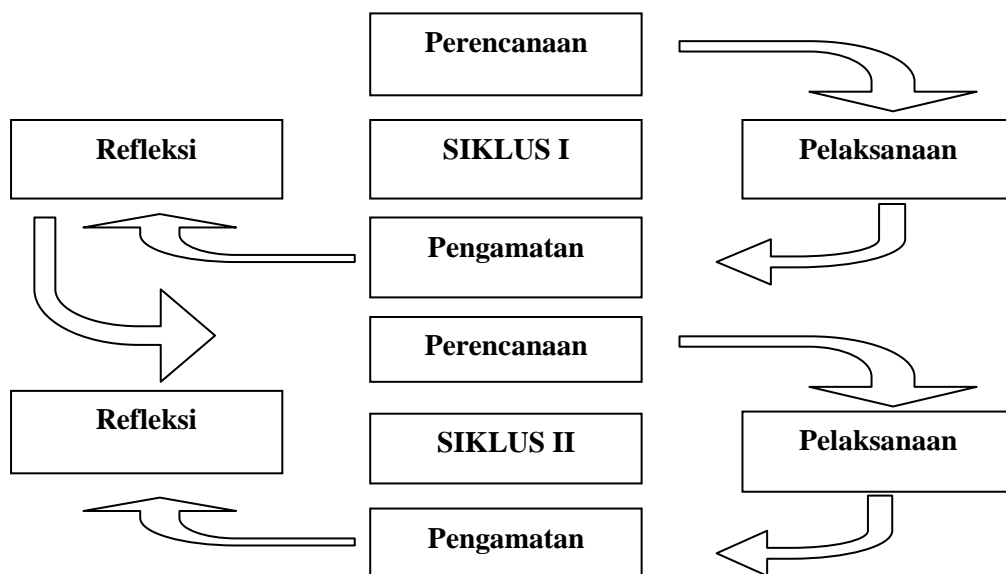 Perencanaan
Refleksi
SIKLUS I
Pelaksanaan
Pengamatan
Perencanaan
Refleksi
SIKLUS II
Pelaksanaan
Pengamatan